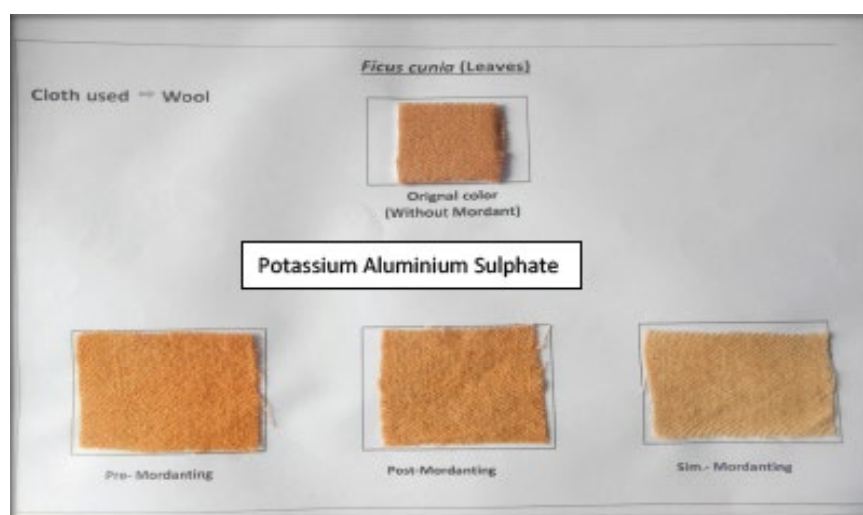 Ficus cunia (Leaves)
Cloth used – Wool
Orignal color
(Without Mordant)
Potassium Aluminium Sulphate
Pre- Mordanting
Post-Mordanting
Sim.- Mordanting